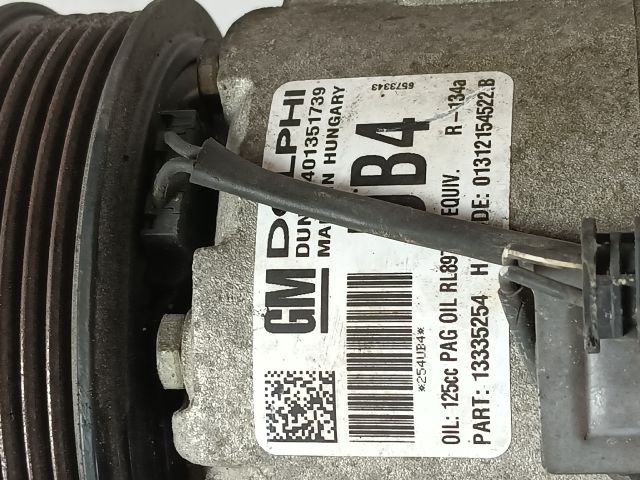 GM DELPHI
DUN 401351739
MA IN HUNGARY
B4
6573343
*254UB4*
OIL: 125cc PAG OIL RL897 EQUIV. R-134a
PART: 13335254 H DE: 01312154522.B